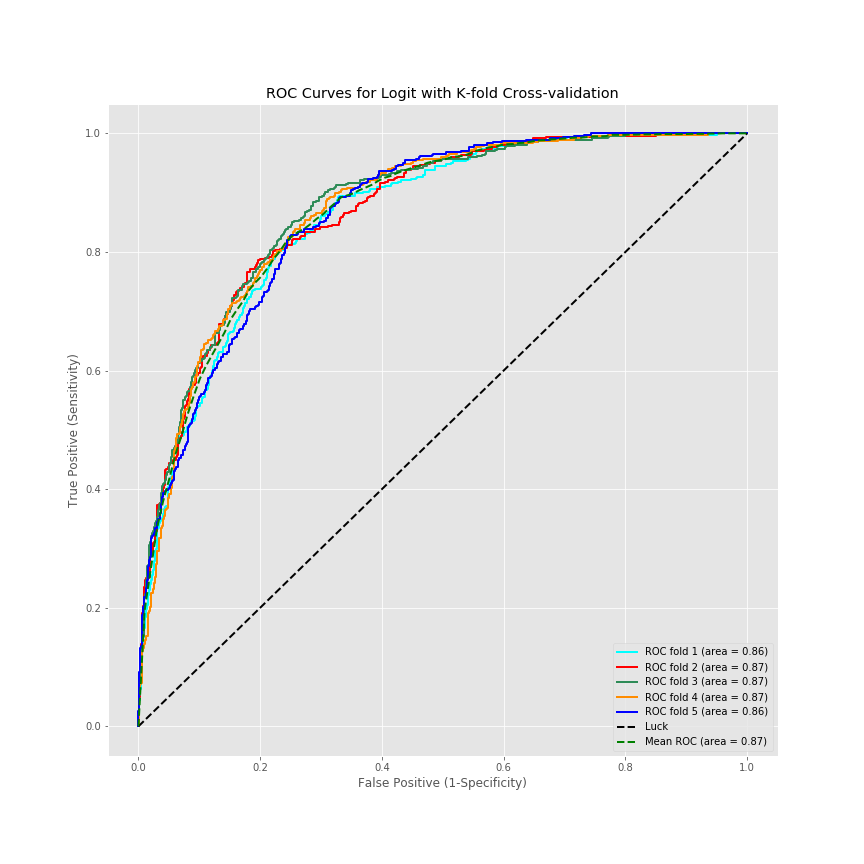 ROC Curves for Logit with K-fold Cross-validation
True Positive (Sensitivity)
1.0
0.8
0.6
0.4
0.2
0.0
0.0 0.2 0.4 0.6 0.8 1.0
False Positive (1-Specificity)
ROC fold 1 (area = 0.86)
ROC fold 2 (area = 0.87)
ROC fold 3 (area = 0.87)
ROC fold 4 (area = 0.87)
ROC fold 5 (area = 0.86)
Luck
Mean ROC (area = 0.87)